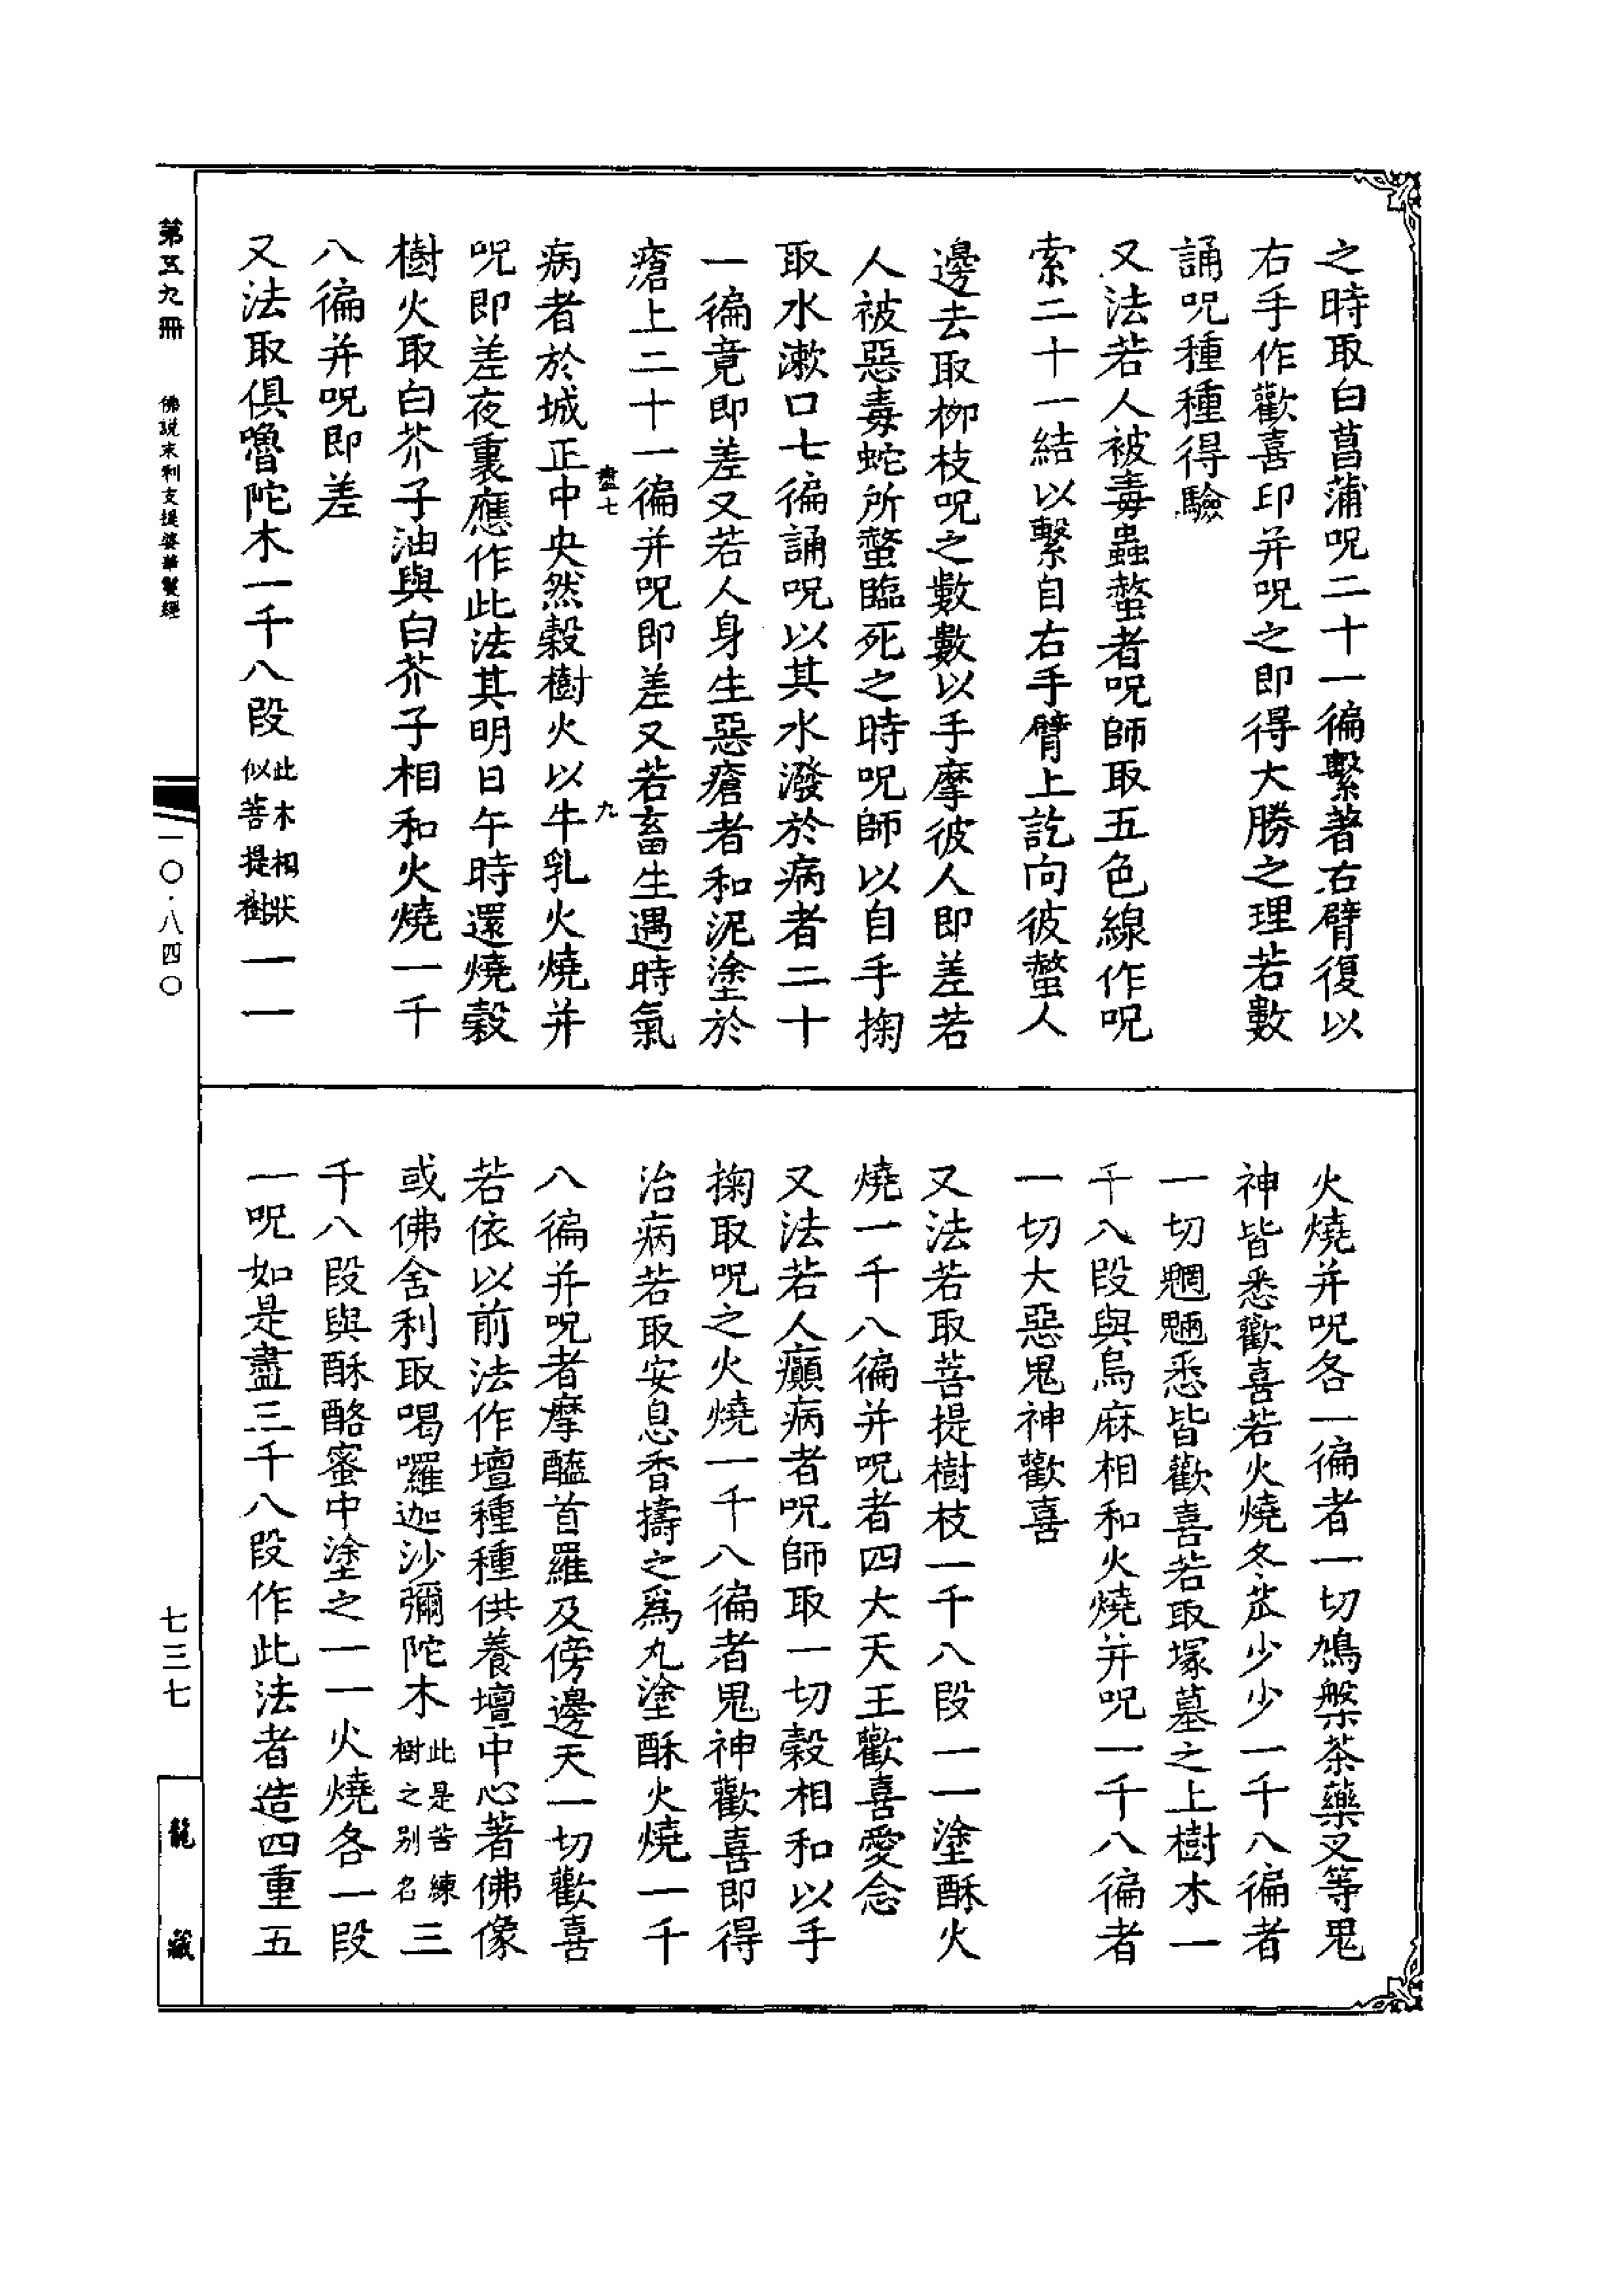 之時取白菖蒲呪二十一徧繫著右臂復以
右手作歡喜印并呪之即得大勝之理若數
誦呪種種得驗
又法若人被毒蟲螫者呪師取五色線作呪
索二十一結以繫自右手臂上訖向彼螫人
邊去取柳枝呪之數數以手摩彼人即差若
人被惡毒蛇所螫臨死之時呪師以自手掬
取水漱口七徧誦呪以其水潑於病者二十
一徧竟即差又若人身生惡瘡者和泥塗於
瘡上二十一徧并呪即差又若畜生遇時氣
盡七
九
病者於城正中央然榖樹火以牛乳火燒并
呪即差夜裏應作此法其明日午時還燒榖
樹火取白芥子油與白芥子相和火燒一千
八徧并呪即差
又法取俱嚕陀木一千八段此木相狀似菩提樹一一
火燒并呪各一徧者一切鳩槃茶藥叉等鬼
神皆悉歡喜若火燒冬㳒少少一千八徧者
一切魍魎悉皆歡喜若取塚墓之上樹木一
千八段與烏麻相和火燒并呪一千八徧者
一切大惡鬼神歡喜
又法若取菩提樹枝一千八段一一塗酥火
燒一千八徧并呪者四大天王歡喜愛念
又法若人癲病者呪師取一切穀相和以手
掬取呪之火燒一千八徧者鬼神歡喜即得
治病若取安息香擣之爲丸塗酥火燒一千
八徧并呪者摩醯首羅及傍邊天一切歡喜
若依以前法作壇種種供養壇中心著佛像
或佛舍利取喝囉迦沙彌陀木此是苦練樹之別名三
千八段與酥酪蜜中塗之一一火燒各一段
一呪如是盡三千八段作此法者造四重五
第五九冊
佛說末利支提婆華鬘經
一〇·八四〇
七三七
龍藏